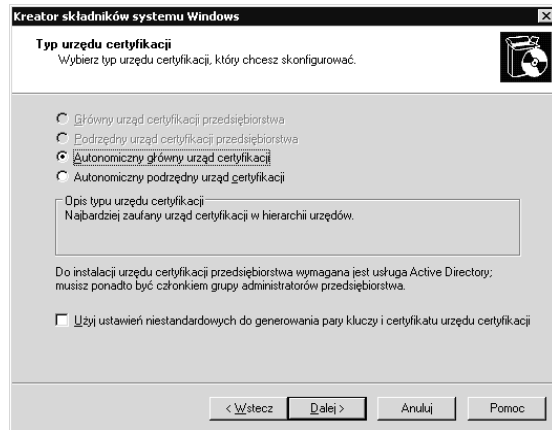 Kreator składników systemu Windows
Typ urzędu certyfikacji
Wybierz typ urzędu certyfikacji, który chcesz skonfigurować.
Główny urząd certyfikacji przedsiębiorstwa
Podrzędny urząd certyfikacji przedsiębiorstwa
Autonomiczny główny urząd certyfikacji
Autonomiczny podrzędny urząd certyfikacji
Opis typu urzędu certyfikacji
Najbardziej zaufany urząd certyfikacji w hierarchii urzędów.
Do instalacji urzędu certyfikacji przedsiębiorstwa wymagana jest usługa Active Directory;
musisz ponadto być członkiem grupy administratorów przedsiębiorstwa.
Użyj ustawień niestandardowych do generowania pary kluczy i certyfikatu urzędu certyfikacji
< Wstecz Dalej > Anuluj Pomoc